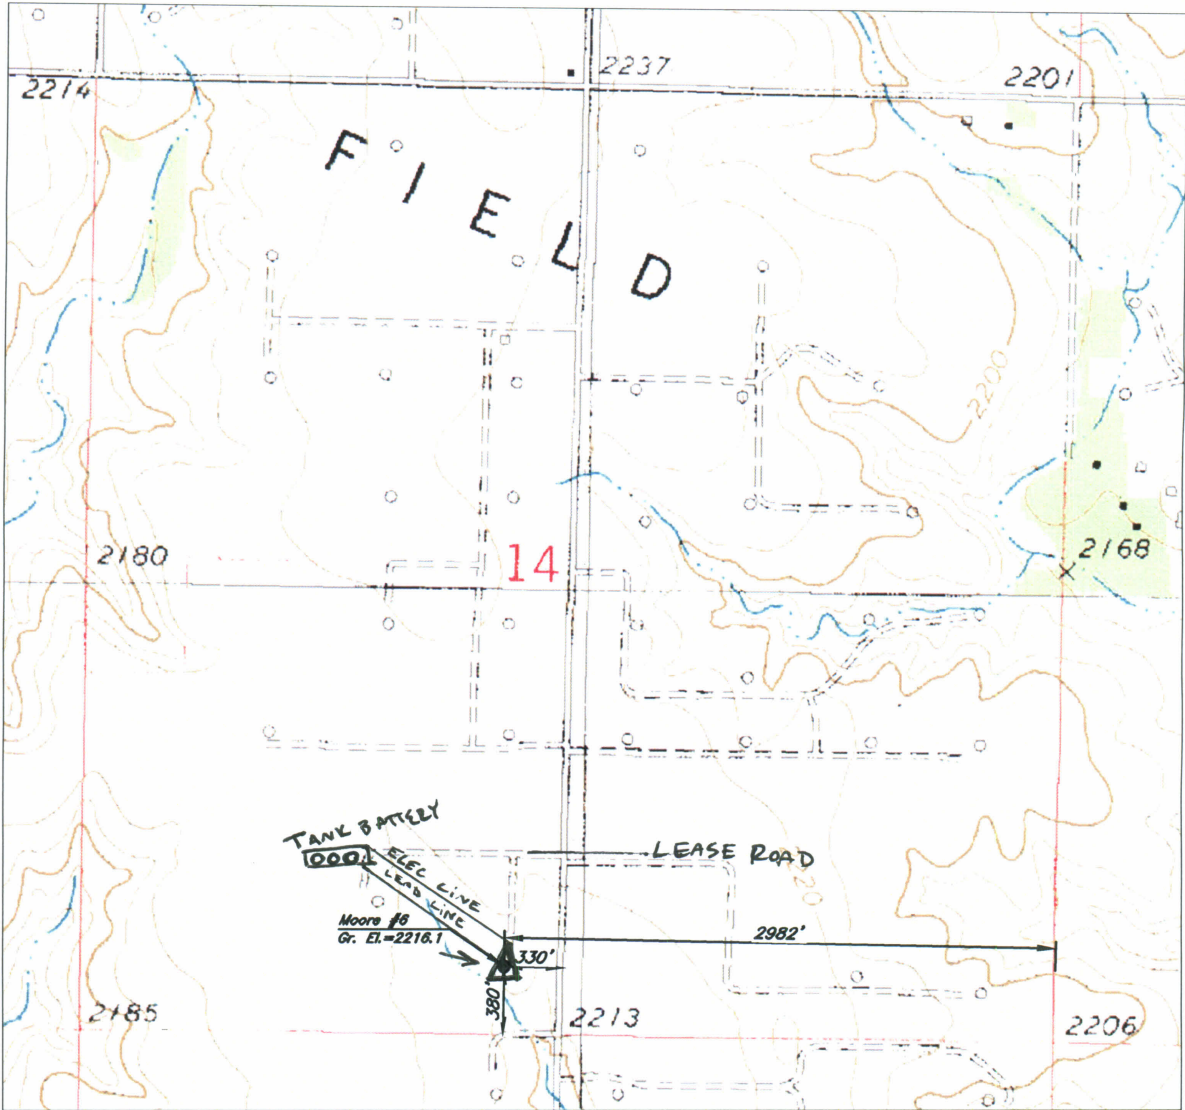 2237
2201
2214
FIELD
2200
2180
14
2168
TANK BATTERY
ELEC LINE
LEAD LINE
LEASE ROAD
Moore #6
Gr. El.=2216.1
2982'
330'
380'
2185
2213
2206